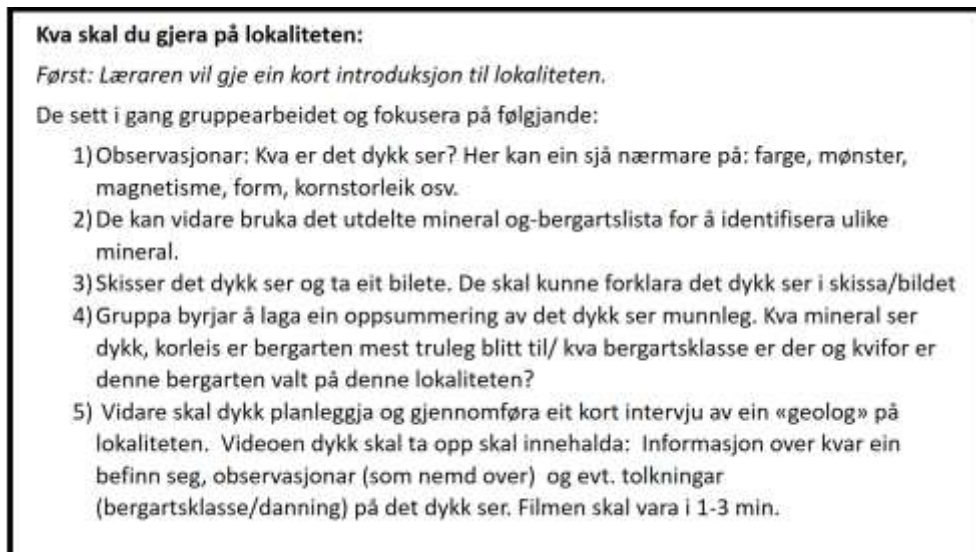 Kva skal du gjera på lokaliteten:
Først: Læraren vil gje ein kort introduksjon til lokaliteten.
De sett i gang gruppearbeidet og fokusera på følgjande:
1) Observasjonar: Kva er det dykk ser? Her kan ein sjå nærmare på: farge, mønster,
magnetisme, form, kornstorleik osv.
2) De kan vidare bruka det utdelte mineral og-bergartslista for å identifisera ulike
mineral.
3) Skisser det dykk ser og ta eit bilete. De skal kunne forklara det dykk ser i skissa/bildet
4) Gruppa byrjar å laga ein oppsummering av det dykk ser munnleg. Kva mineral ser
dykk, korleis er bergarten mest truleg blitt til/ kva bergartsklasse er der og kvifor er
denne bergarten valt på denne lokaliteten?
5) Vidare skal dykk planleggja og gjennomføra eit kort intervju av ein «geolog» på
lokaliteten. Videoen dykk skal ta opp skal innehalda: Informasjon over kvar ein
befinn seg, observasjonar (som nemd over) og evt. tolkningar
(bergartsklasse/danning) på det dykk ser. Filmen skal vara i 1-3 min.